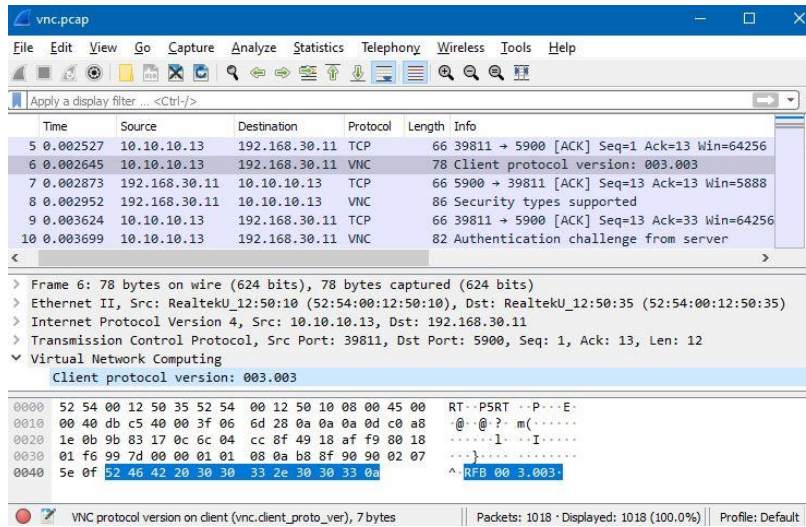 vnc.pcap
File Edit View Go Capture Analyze Statistics Telephony Wireless Tools Help
Apply a display filter ... <Ctrl-/>
Time Source Destination Protocol Length Info
5 0.002527 10.10.10.13 192.168.30.11 TCP 66 39811 → 5900 [ACK] Seq=1 Ack=13 Win=64256
6 0.002645 10.10.10.13 192.168.30.11 VNC 78 Client protocol version: 003.003
7 0.002873 192.168.30.11 10.10.10.13 TCP 66 5900 → 39811 [ACK] Seq=13 Ack=13 Win=5888
8 0.002952 192.168.30.11 10.10.10.13 VNC 86 Security types supported
9 0.003624 10.10.10.13 192.168.30.11 TCP 66 39811 → 5900 [ACK] Seq=13 Ack=33 Win=64256
10 0.003699 10.10.10.13 192.168.30.11 VNC 82 Authentication challenge from server
> Frame 6: 78 bytes on wire (624 bits), 78 bytes captured (624 bits)
> Ethernet II, Src: RealtekU_12:50:10 (52:54:00:12:50:10), Dst: RealtekU_12:50:35 (52:54:00:12:50:35)
> Internet Protocol Version 4, Src: 10.10.10.13, Dst: 192.168.30.11
> Transmission Control Protocol, Src Port: 39811, Dst Port: 5900, Seq: 1, Ack: 13, Len: 12
Virtual Network Computing
Client protocol version: 003.003
0000 52 54 00 12 50 35 52 54 00 12 50 10 08 00 45 00 RT··P5RT ··P···E·
0010 00 40 db c5 40 00 3f 06 6d 28 0a 0a 0a 0d c0 a8 ·@··@·?· m(······
0020 1e 0b 9b 83 17 0c 6c 04 cc 8f 49 18 af f9 80 18 ······l· ··I·····
0030 01 f6 99 7d 00 00 01 01 08 0a b8 8f 90 90 02 07 ···}···· ········
0040 5e 0f 52 46 42 20 30 30 33 2e 30 30 33 0a ^·RFB 00 3.003·
VNC protocol version on client (vnc.client_proto_ver), 7 bytes Packets: 1018 · Displayed: 1018 (100.0%) Profile: Default